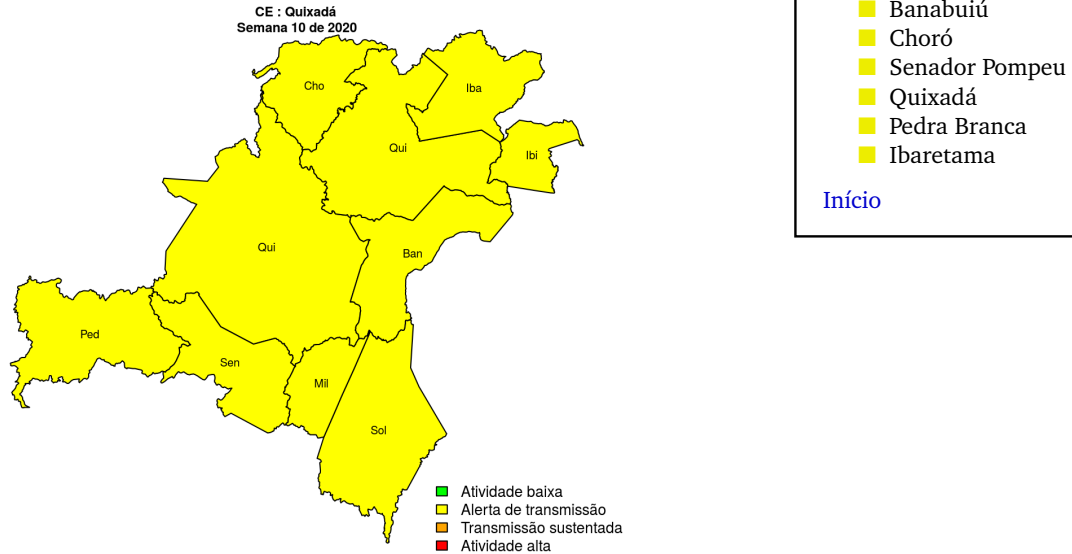 CE : Quixadá
Semana 10 de 2020
Cho
Iba
Qui
Ibi
Qui
Ban
Ped
Sen
Mil
Sol
Atividade baixa
Alerta de transmissão
Transmissão sustentada
Atividade alta
Banabuiú
Choró
Senador Pompeu
Quixadá
Pedra Branca
Ibaretama
Início